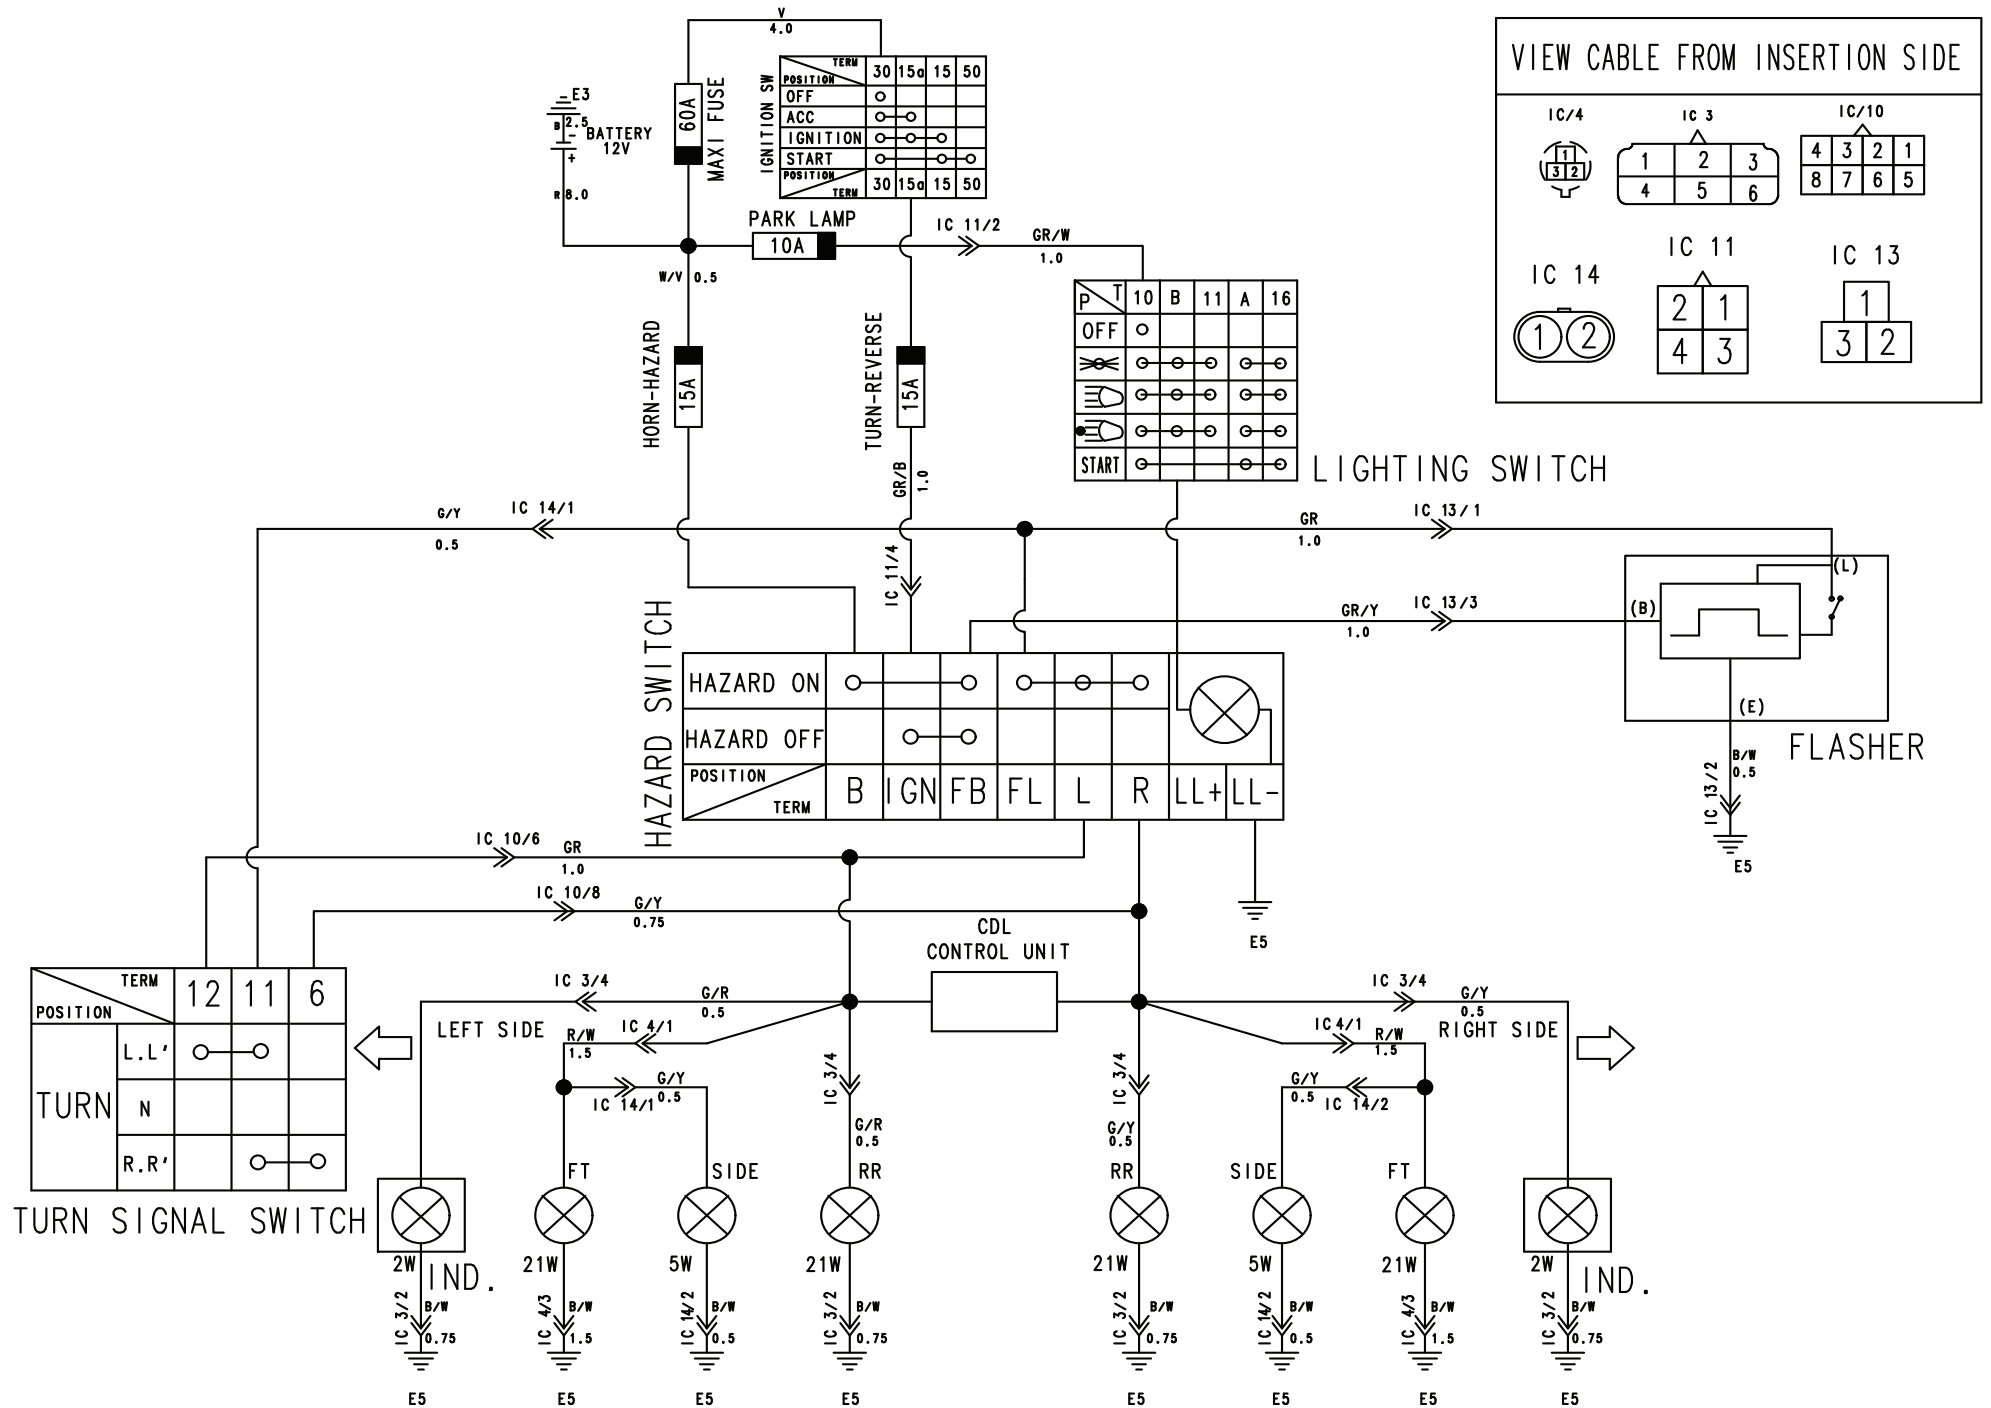 V
4.0
60A
MAXI FUSE
E3
B 2.5
-
BATTERY
12V
+
R 8.0
IGNITION SW
TERM
POSITION
30 15a 15 50
OFF
ACC
IGNITION
START
POSITION
TERM
30 15a 15 50
PARK LAMP
10A
IC 11/2
GR/W
1.0
W/V 0.5
HORN-HAZARD
15A
TURN-REVERSE
15A
GR/B
1.0
P T 10 B 11 A 16
OFF
START
LIGHTING SWITCH
VIEW CABLE FROM INSERTION SIDE
IC/4
1
3 2
IC 3
1 2 3
4 5 6
IC/10
4 3 2 1
8 7 6 5
IC 14
1 2
IC 11
2 1
4 3
IC 13
1
3 2
G/Y
0.5
IC 14/1
GR
1.0
IC 13/1
IC 11/4
GR/Y
1.0
IC 13/3
(L)
(B)
(E)
FLASHER
B/W
0.5
IC 13/2
E5
HAZARD SWITCH
HAZARD ON
HAZARD OFF
POSITION
TERM
B IGN FB FL L R LL+ LL-
E5
IC 10/6
GR
1.0
IC 10/8
G/Y
0.75
CDL
CONTROL UNIT
TERM
POSITION
12 11 6
TURN
L.L'
N
R.R'
TURN SIGNAL SWITCH
IC 3/4
G/R
0.5
LEFT SIDE
R/W
1.5
IC 4/1
G/Y
0.5
IC 14/1
IC 3/4
G/R
0.5
IC 3/4
G/Y
0.5
IC 3/4
G/Y
0.5
RIGHT SIDE
IC4/1
R/W
1.5
G/Y
0.5
IC 14/2
FT
SIDE
RR
RR
SIDE
FT
2W
IND.
21W
5W
21W
21W
5W
21W
2W
IND.
IC 3/2
B/W
0.75
IC 4/3
B/W
1.5
IC 14/2
B/W
0.5
IC 3/2
B/W
0.75
IC 3/2
B/W
0.75
IC 14/2
B/W
0.5
IC 4/3
B/W
1.5
IC 3/2
B/W
0.75
E5
E5
E5
E5
E5
E5
E5
E5